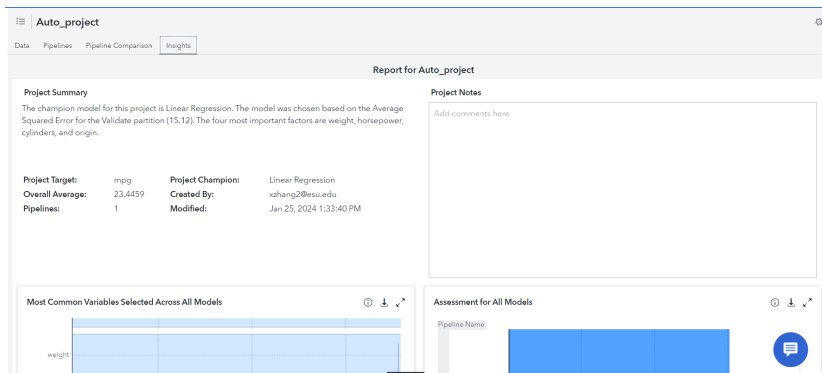 Auto_project
Data Pipelines Pipeline Comparison Insights
Report for Auto_project
Project Summary
The champion model for this project is Linear Regression. The model was chosen based on the Average
Squared Error for the Validate partition (15.12). The four most important factors are weight, horsepower,
cylinders, and origin.
Project Target: mpg Project Champion: Linear Regression
Overall Average: 23.4459 Created By: xzhang2@esu.edu
Pipelines: 1 Modified: Jan 25, 2024 1:33:40 PM
Project Notes
Add comments here
Most Common Variables Selected Across All Models
weight
Assessment for All Models
Pipeline Name